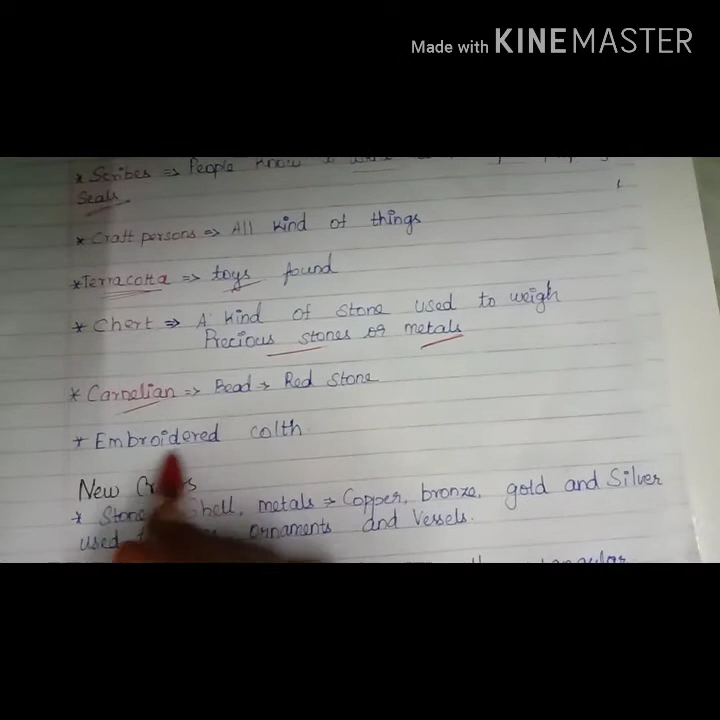 Made with KINEMASTER
* Scribes => People know
Seals
* Craft persons => All kind of things
* Terracotta => toys found
* Chert => A kind of stone used to weigh
Precious stones or metals
* Carnelian => Bead → Red stone
* Embroidered colth
New
* Stone shell, metals = Copper, bronze, gold and Silver
used ornaments and Vessels.